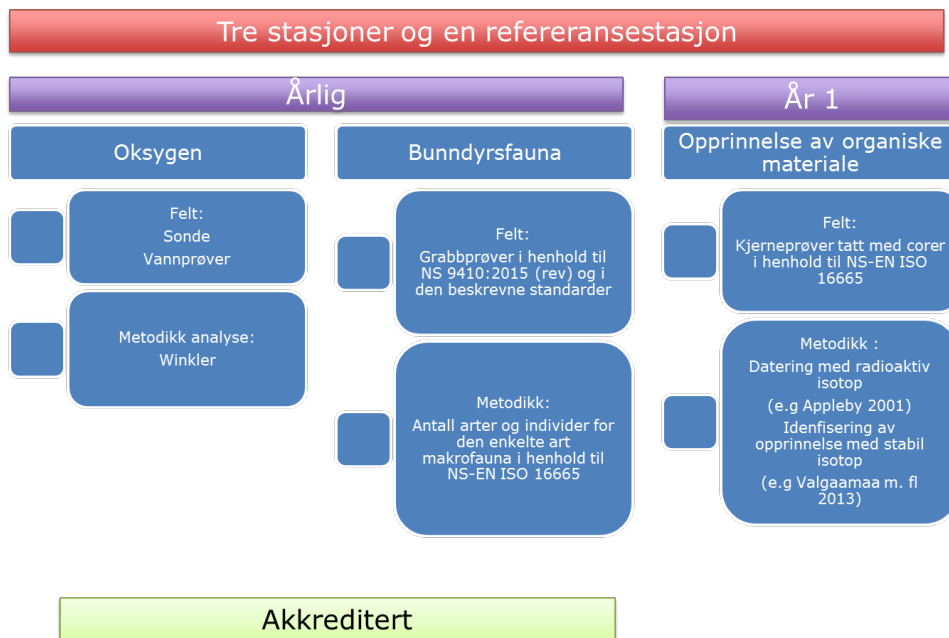 Tre stasjoner og en refereransestasjon
Årlig
Oksygen
Felt:
Sonde
Vannprøver
Metodikk analyse:
Winkler
Bunndyrsfauna
Felt:
Grabbprøver i henhold til
NS 9410:2015 (rev) og i
den beskrevne standarder
Metodikk:
Antall arter og individer for
den enkelte art
makrofauna i henhold til
NS-EN ISO 16665
År 1
Opprinnelse av organiske
materiale
Felt:
Kjerneprøver tatt med corer
i henhold til NS-EN ISO
16665
Metodikk :
Datering med radioaktiv
isotop
(e.g Appleby 2001)
Idenfisering av
opprinnelse med stabil
isotop
(e.g Valgaamaa m. fl
2013)
Akkreditert